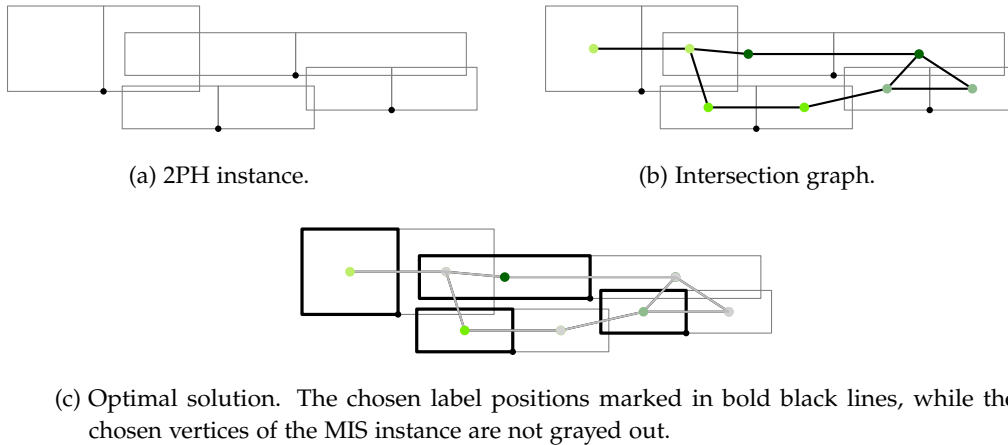 (a) 2PH instance.
(b) Intersection graph.
(c) Optimal solution. The chosen label positions marked in bold black lines, while the
chosen vertices of the MIS instance are not grayed out.